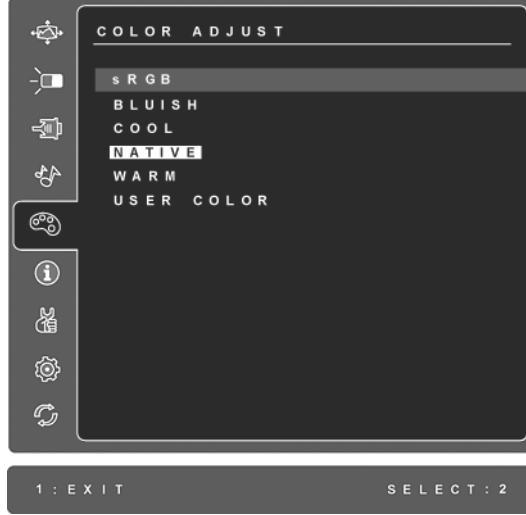 COLOR ADJUST
sRGB
BLUISH
COOL
NATIVE
WARM
USER COLOR
1:EXIT SELECT:2